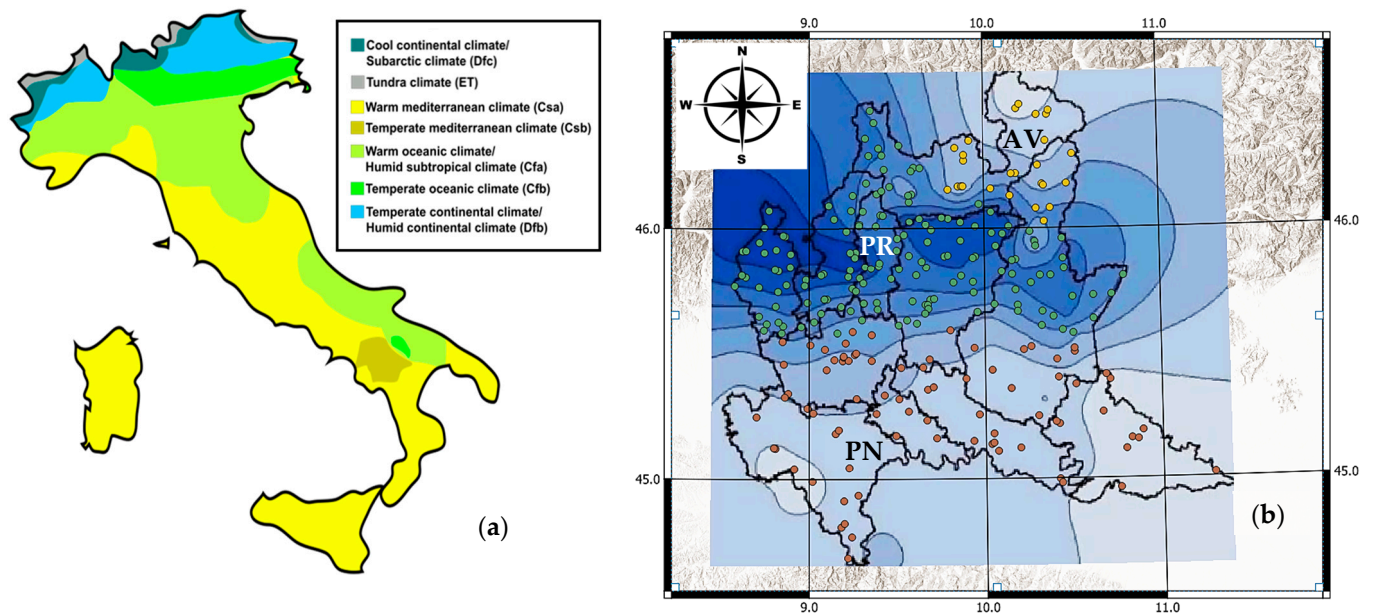 Cool continental climate/
Subarctic climate (Dfc)
Tundra climate (ET)
Warm mediterranean climate (Csa)
Temperate mediterranean climate (Csb)
Warm oceanic climate/
Humid subtropical climate (Cfa)
Temperate oceanic climate (Cfb)
Temperate continental climate/
Humid continental climate (Dfb)
(a)
9.0 10.0 11.0
N
W E
S
AV
46.0 46.0
PR
PN
45.0 45.0
(b)
9.0 10.0 11.0